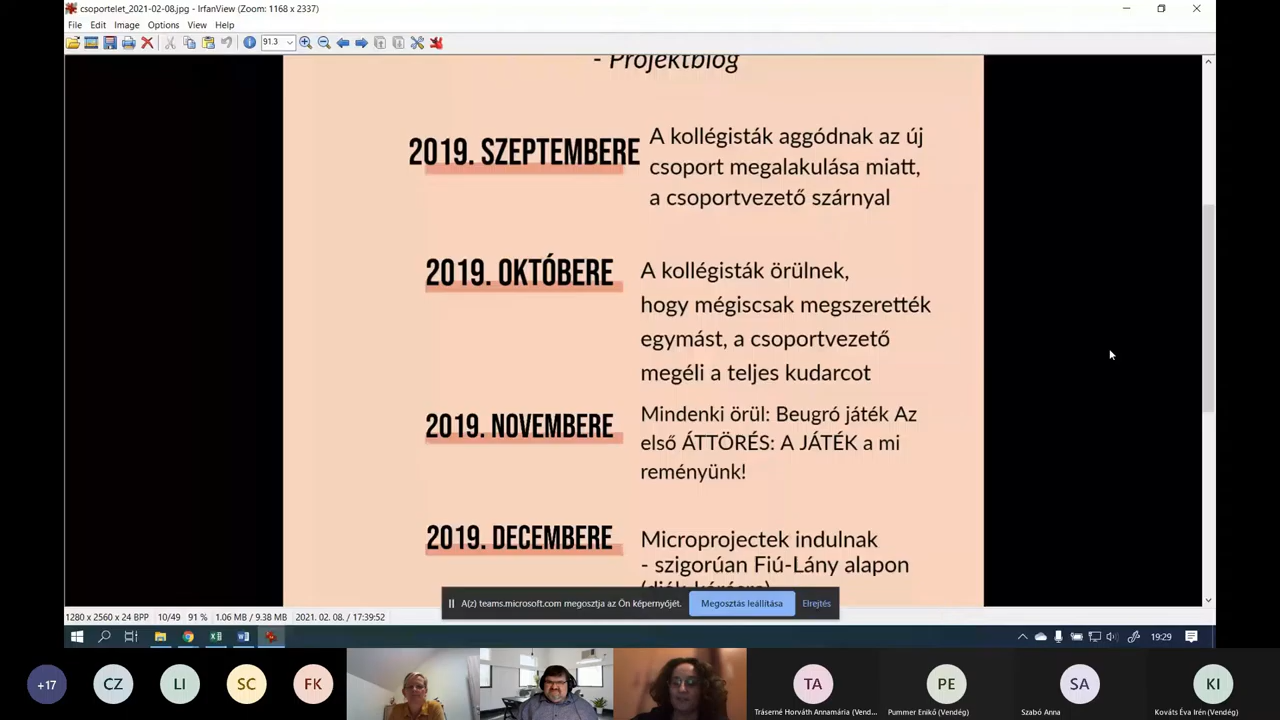 csoportelet_2021-02-08.jpg - IrfanView (Zoom: 1168 x 2337)
File Edit Image Options View Help
91.3
- Projektblog
2019. SZEPTEMBERE
A kollégisták aggódnak az új
csoport megalakulása miatt,
a csoportvezető szárnyal
2019. OKTÓBERE
A kollégisták örülnek,
hogy mégiscsak megszerették
egymást, a csoportvezető
megéli a teljes kudarcot
2019. NOVEMBERE
Mindenki örül: Beugró játék Az
első ÁTTÖRÉS: A JÁTÉK a mi
reményünk!
2019. DECEMBERE
Microprojectek indulnak
- szigorúan Fiú-Lány alapon
A(z) teams.microsoft.com megosztja az Ön képernyőjét. Megosztás leállítása Elrejtés
1280 x 2560 x 24 BPP 10/49 91 % 1.06 MB / 9.38 MB 2021. 02. 08. / 17:39:52
19:29
+17 CZ LI SC FK TA PE SA KI
Tráserné Horváth Annamária (Vend... Pummer Enikő (Vendég) Szabó Anna Kováts Éva Irén(Vendég)